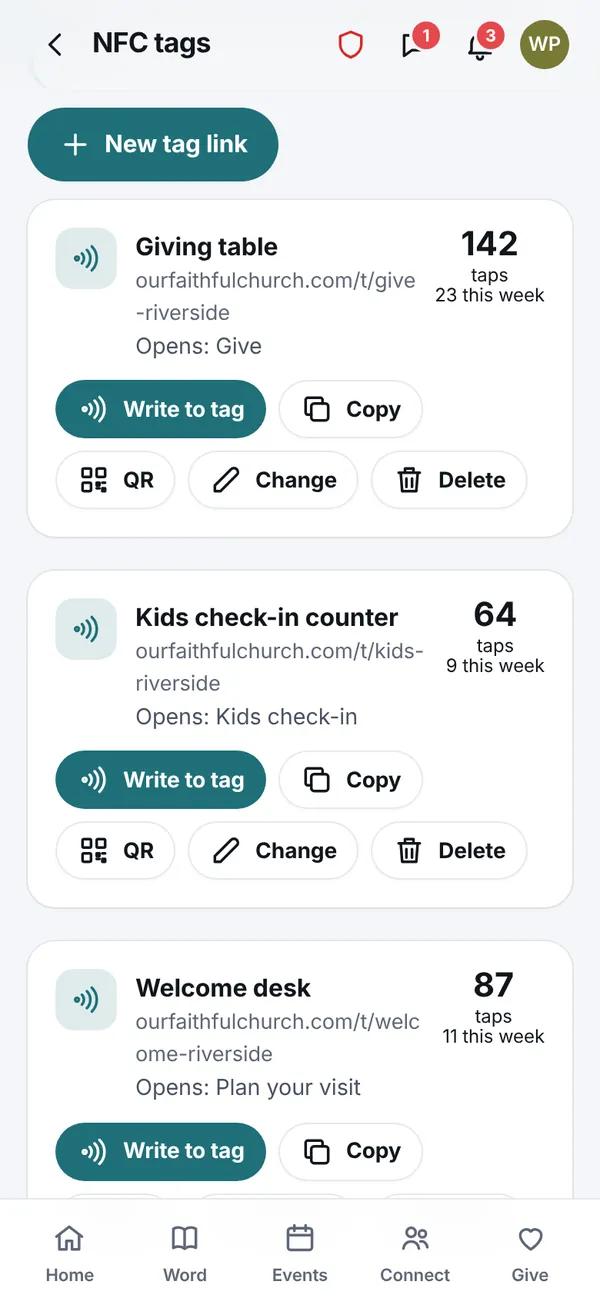 NFC tags
1
3
WP
New tag link
Giving table
142
ourfaithfulchurch.com/t/give
-riverside
taps
23 this week
Opens: Give
Write to tag
Copy
QR
Change
Delete
Kids check-in counter
64
ourfaithfulchurch.com/t/kids-
riverside
taps
9 this week
Opens: Kids check-in
Write to tag
Copy
QR
Change
Delete
Welcome desk
87
ourfaithfulchurch.com/t/welc
ome-riverside
taps
11 this week
Opens: Plan your visit
Write to tag
Copy
Home
Word
Events
Connect
Give